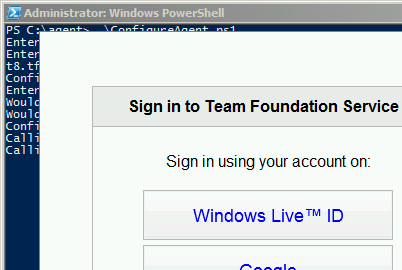 Administrator: Windows PowerShell
PS C:\agent> .\ConfigureAgent.ps1
Enter
Enter
t8.tf
Confi
Enter
Would
Would
Confi
Calli
Calli
Sign in to Team Foundation Service
Sign in using your account on:
Windows Live™ ID
Google